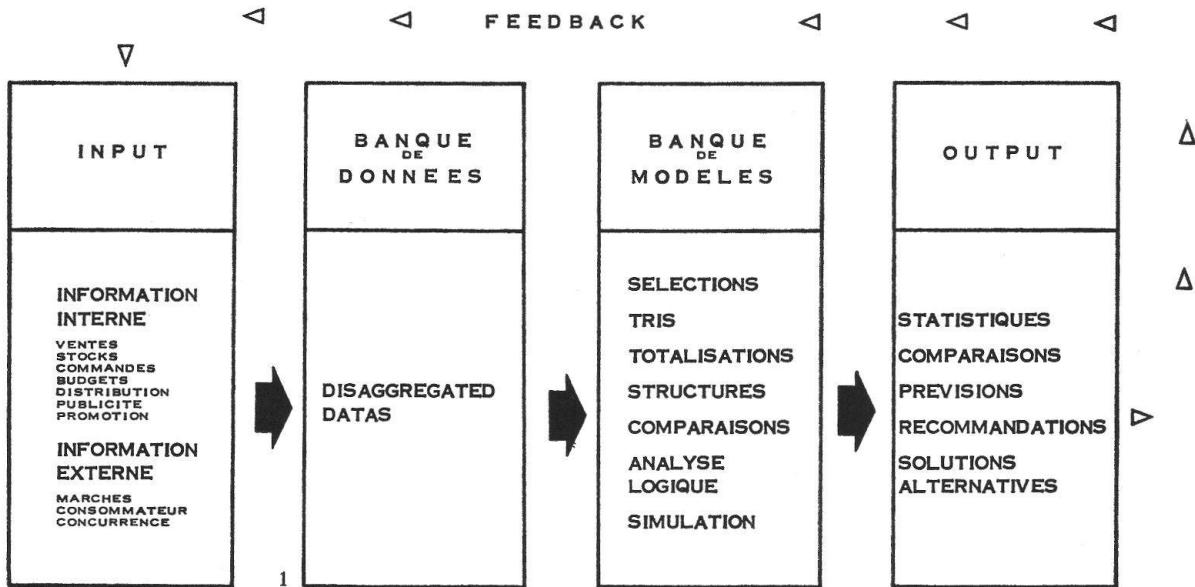 FEEDBACK
INPUT
INFORMATION
INTERNE
VENTES
STOCKS
COMMANDES
BUDGETS
DISTRIBUTION
PUBLICITE
PROMOTION
INFORMATION
EXTERNE
MARCHES
CONSOMMATEUR
CONCURRENCE
BANQUE
DE
DONNEES
DISAGGREGATED
DATAS
BANQUE
DE
MODELES
SELECTIONS
TRIS
TOTALISATIONS
STRUCTURES
COMPARAISONS
ANALYSE
LOGIQUE
SIMULATION
OUTPUT
STATISTIQUES
COMPARAISONS
PREVISIONS
RECOMMANDATIONS
SOLUTIONS
ALTERNATIVES
1